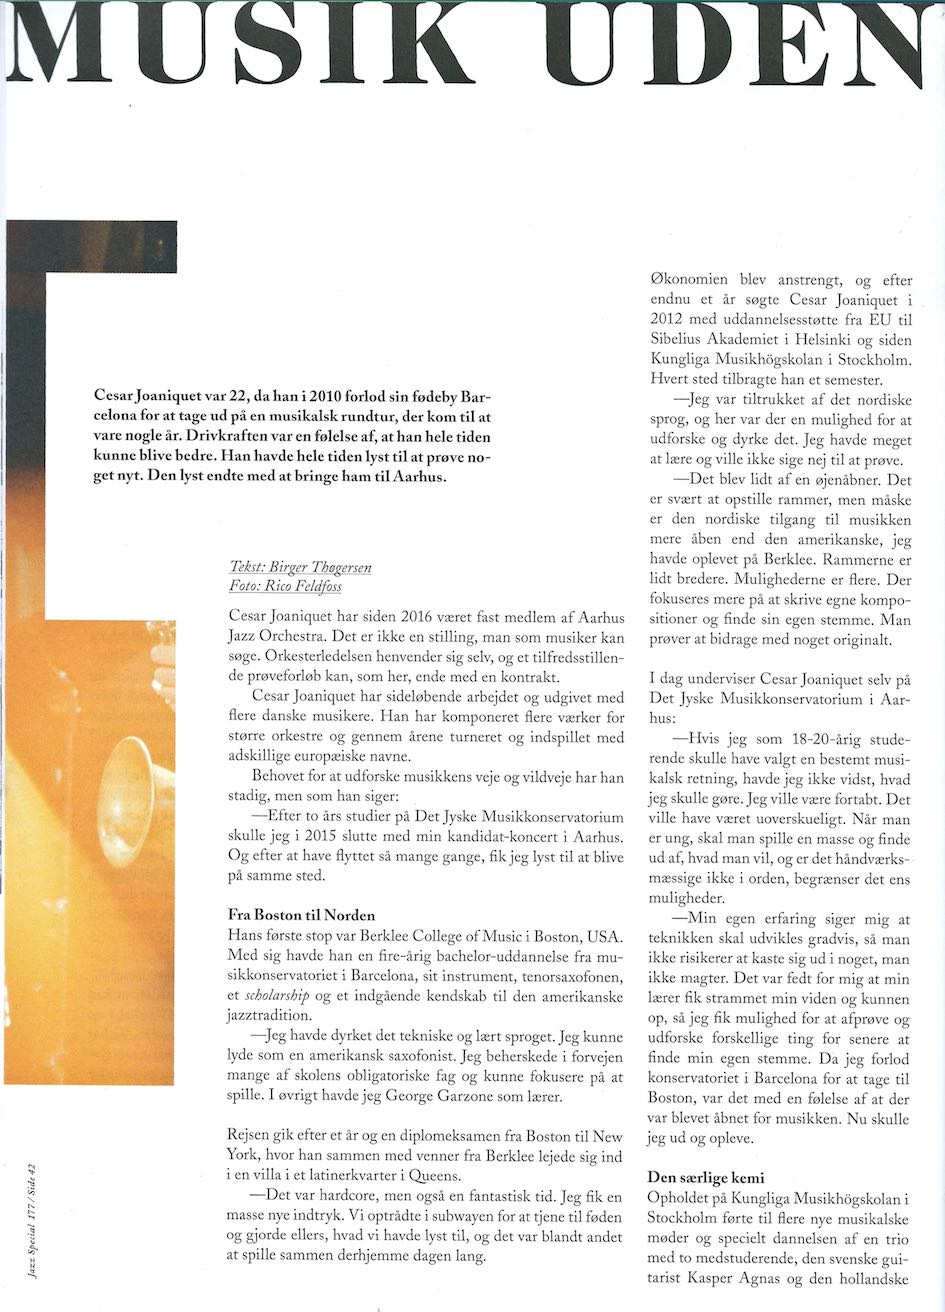 MUSIK UDEN
Cesar Joaniquet var 22, da han i 2010 forlod sin fødeby Bar-
celona for at tage ud på en musikalsk rundtur, der kom til at
vare nogle år. Drivkraften var en følelse af, at han hele tiden
kunne blive bedre. Han havde hele tiden lyst til at prøve no-
get nyt. Den lyst endte med at bringe ham til Aarhus.
Tekst: Birger Thøgersen
Foto: Rico Feldfoss
Cesar Joaniquet har siden 2016 været fast medlem af Aarhus
Jazz Orchestra. Det er ikke en stilling, man som musiker kan
søge. Orkesterledelsen henvender sig selv, og et tilfredsstillen-
de prøveforløb kan, som her, ende med en kontrakt.
Cesar Joaniquet har sideløbende arbejdet og udgivet med
flere danske musikere. Han har komponeret flere værker for
større orkestre og gennem årene turneret og indspillet med
adskillige europæiske navne.
Behovet for at udforske musikkens veje og vildveje har han
stadig, men som han siger:
—Efter to års studier på Det Jyske Musikkonservatorium
skulle jeg i 2015 slutte med min kandidat-koncert i Aarhus.
Og efter at have flyttet så mange gange, fik jeg lyst til at blive
på samme sted.
Fra Boston til Norden
Hans første stop var Berklee College of Music i Boston, USA.
Med sig havde han en fire-årig bachelor-uddannelse fra mu-
sikkonservatoriet i Barcelona, sit instrument, tenorsaxofonen,
et scholarship og et indgående kendskab til den amerikanske
jazztradition.
—Jeg havde dyrket det tekniske og lært sproget. Jeg kunne
lyde som en amerikansk saxofonist. Jeg beherskede i forvejen
mange af skolens obligatoriske fag og kunne fokusere på at
spille. I øvrigt havde jeg George Garzone som lærer.
Rejsen gik efter et år og en diplomeksamen fra Boston til New
York, hvor han sammen med venner fra Berklee lejede sig ind
i en villa i et latinerkvarter i Queens.
—Det var hardcore, men også en fantastisk tid. Jeg fik en
masse nye indtryk. Vi optrådte i subwayen for at tjene til føden
og gjorde ellers, hvad vi havde lyst til, og det var blandt andet
at spille sammen derhjemme dagen lang.
Økonomien blev anstrengt, og efter
endnu et år søgte Cesar Joaniquet i
2012 med uddannelsesstøtte fra EU til
Sibelius Akademiet i Helsinki og siden
Kungliga Musikhögskolan i Stockholm.
Hvert sted tilbragte han et semester.
—Jeg var tiltrukket af det nordiske
sprog, og her var der en mulighed for at
udforske og dyrke det. Jeg havde meget
at lære og ville ikke sige nej til at prøve.
—Det blev lidt af en øjenåbner. Det
er svært at opstille rammer, men måske
er den nordiske tilgang til musikken
mere åben end den amerikanske, jeg
havde oplevet på Berklee. Rammerne er
lidt bredere. Mulighederne er flere. Der
fokuseres mere på at skrive egne kompo-
sitioner og finde sin egen stemme. Man
prøver at bidrage med noget originalt.
I dag underviser Cesar Joaniquet selv på
Det Jyske Musikkonservatorium i Aar-
hus:
—Hvis jeg som 18-20-årig stude-
rende skulle have valgt en bestemt musi-
kalsk retning, havde jeg ikke vidst, hvad
jeg skulle gøre. Jeg ville være fortabt. Det
ville have været uoverskueligt. Når man
er ung, skal man spille en masse og finde
ud af, hvad man vil, og er det håndværks-
mæssige ikke i orden, begrænser det ens
muligheder.
—Min egen erfaring siger mig at
teknikken skal udvikles gradvis, så man
ikke risikerer at kaste sig ud i noget, man
ikke magter. Det var fedt for mig at min
lærer fik strammet min viden og kunnen
op, så jeg fik mulighed for at afprøve og
udforske forskellige ting for senere at
finde min egen stemme. Da jeg forlod
konservatoriet i Barcelona for at tage til
Boston, var det med en følelse af at der
var blevet åbnet for musikken. Nu skulle
jeg ud og opleve.
Den særlige kemi
Opholdet på Kungliga Musikhögskolan i
Stockholm førte til flere nye musikalske
møder og specielt dannelsen af en trio
med to medstuderende, den svenske gui-
tarist Kasper Agnas og den hollandske
Jazz Special 177 / Side 42